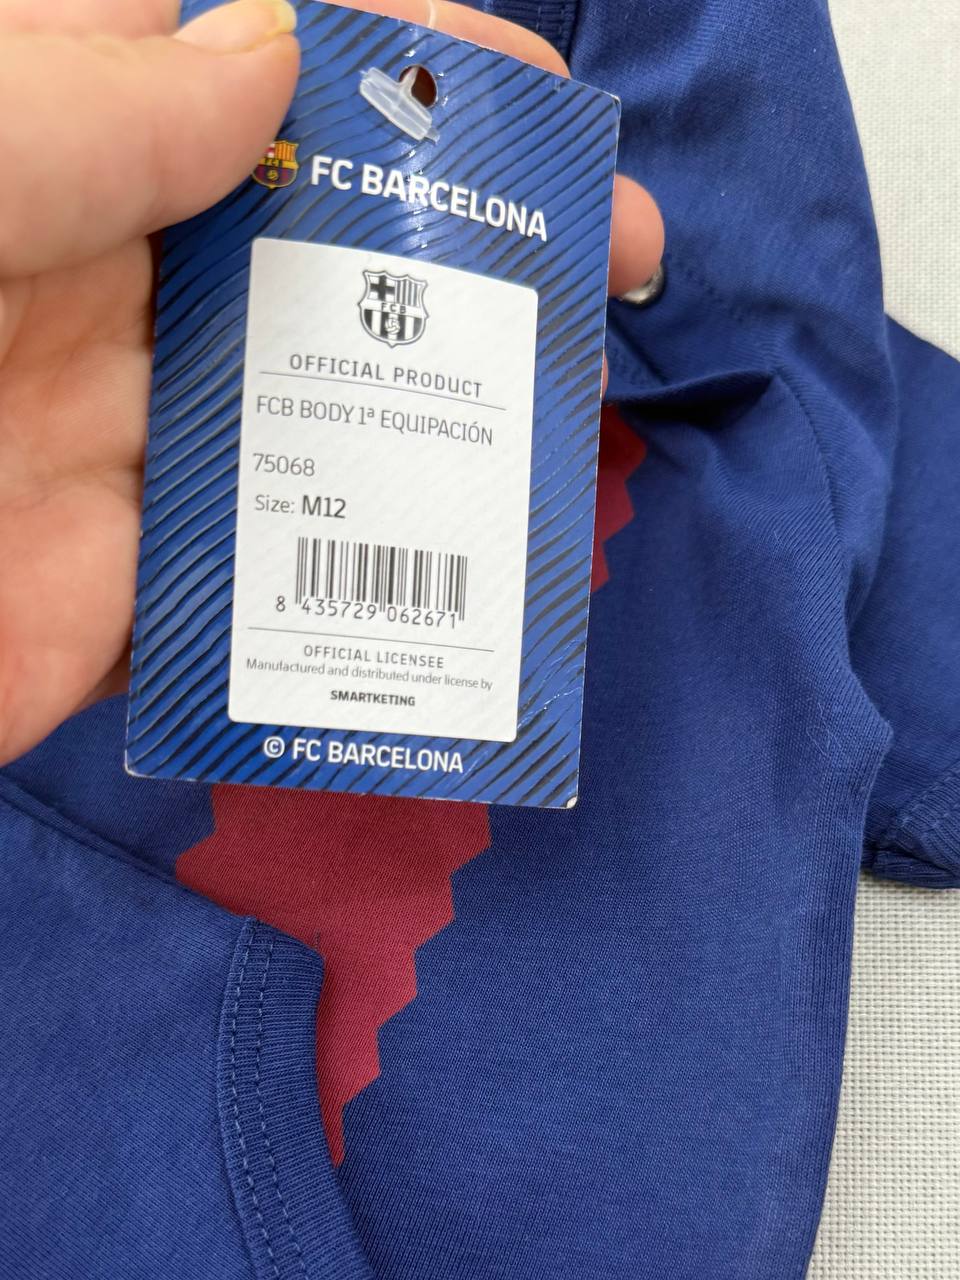 FC BARCELONA
FCB
OFFICIAL PRODUCT
FCB BODY 1ª EQUIPACIÓN
75068
Size: M12
8 435729 062671
OFFICIAL LICENSEE
Manufactured and distributed under license by
SMARTKETING
© FC BARCELONA